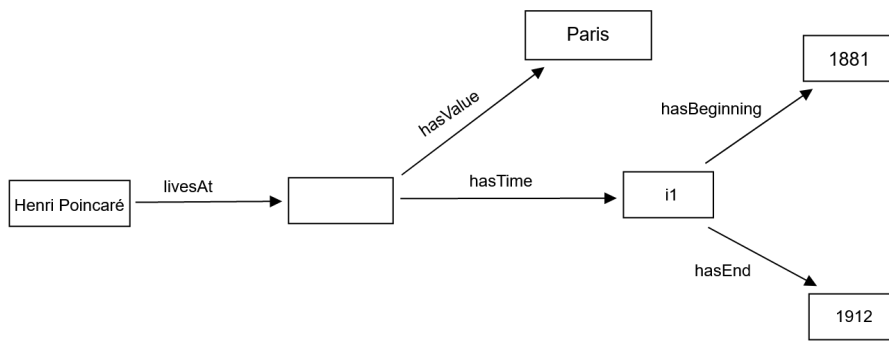 Paris
1881
hasValue
hasBeginning
livesAt
hasTime
Henri Poincaré
i1
hasEnd
1912